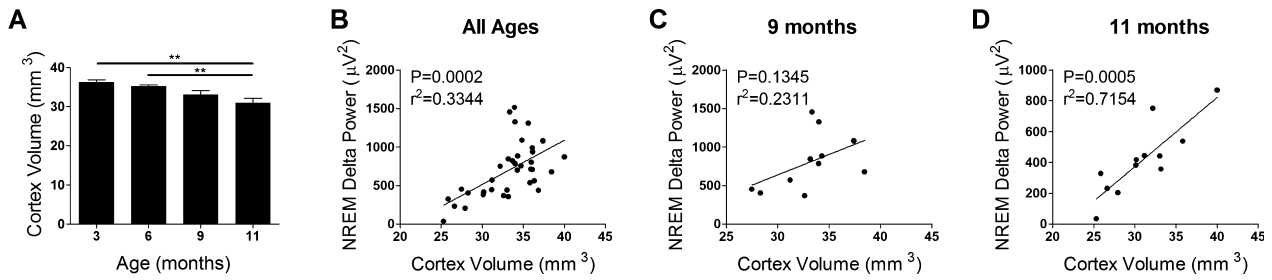 A
Cortex Volume (mm 3)
40
30
20
10
0
**
**
3 6 9 11
Age (months)
B
All Ages
NREM Delta Power ( μV2)
2000
1500
1000
500
0
P=0.0002
r2=0.3344
20 25 30 35 40 45
Cortex Volume (mm 3)
C
9 months
NREM Delta Power ( μV2)
2000
1500
1000
500
0
P=0.1345
r2=0.2311
25 30 35 40 45
Cortex Volume (mm 3)
D
11 months
NREM Delta Power ( μV2)
1000
800
600
400
200
0
P=0.0005
r2=0.7154
20 25 30 35 40 45
Cortex Volume (mm 3)